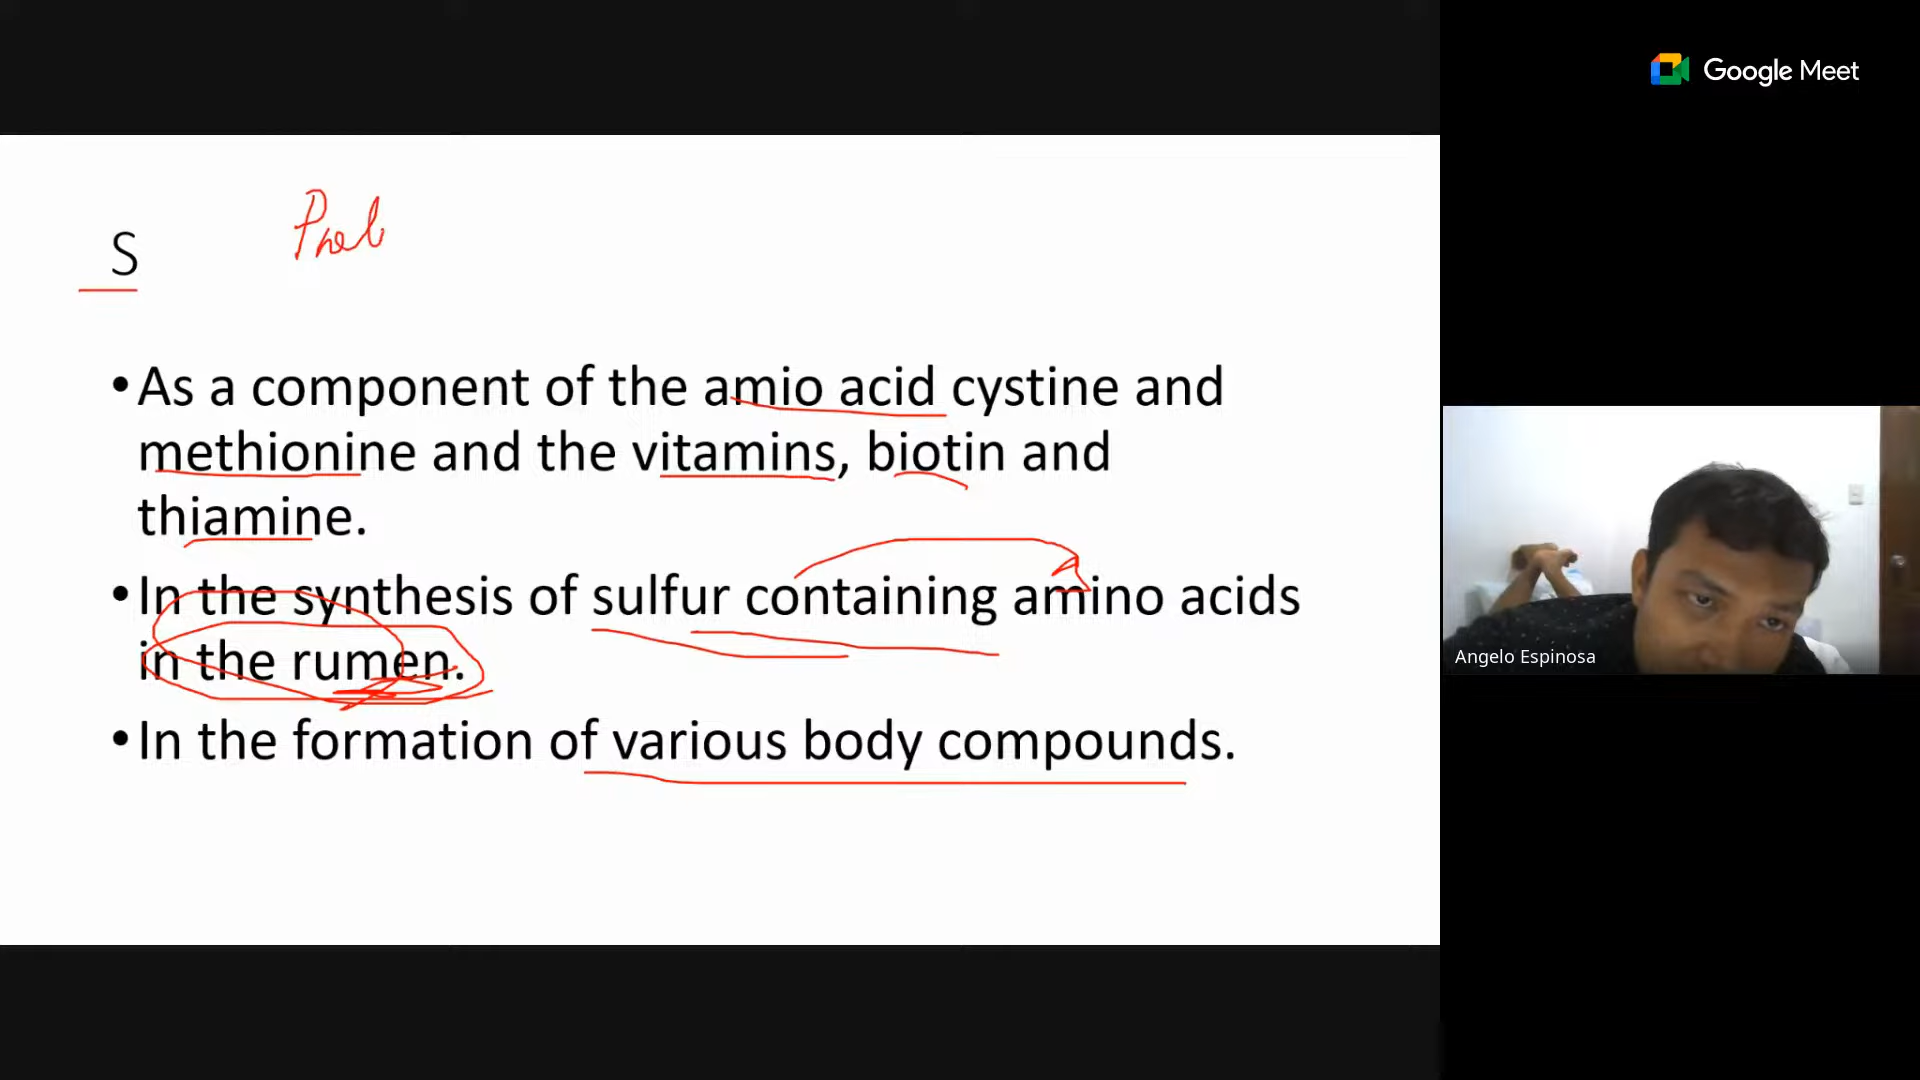 Google Meet
S
•As a component of the amio acid cystine and
methionine and the vitamins, biotin and
thiamine.
•In the synthesis of sulfur containing amino acids
in the rumen.
•In the formation of various body compounds.
Angelo Espinosa